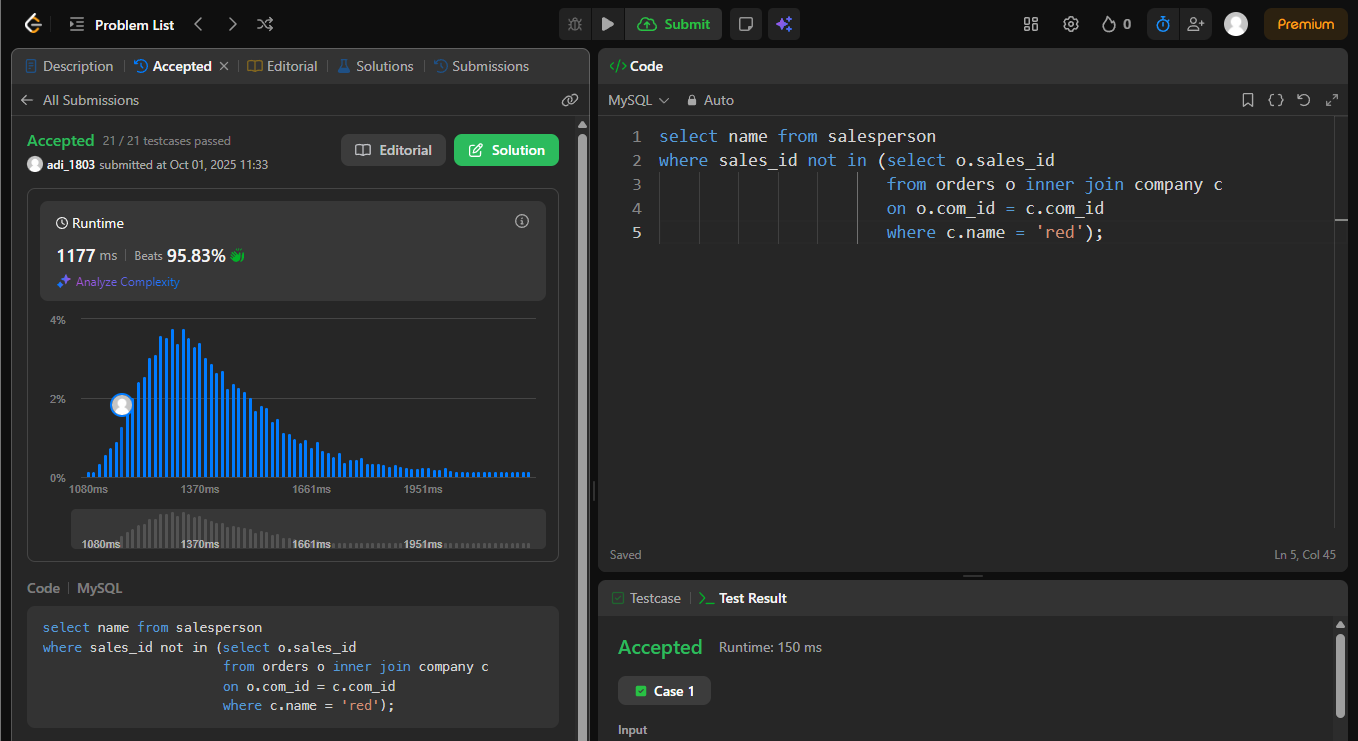 Problem List
Submit
0
Premium
Description
Accepted
Editorial
Solutions
Submissions
All Submissions
Accepted 21 / 21 testcases passed
adi_1803 submitted at Oct 01, 2025 11:33
Editorial
Solution
Runtime
1177 ms Beats 95.83%
Analyze Complexity
4%
2%
0%
1080ms 1370ms 1661ms 1951ms
1080ms 1370ms 1661ms 1951ms
Code MySQL
select name from salesperson
where sales_id not in (select o.sales_id
from orders o inner join company c
on o.com_id = c.com_id
where c.name = 'red');
</> Code
MySQL Auto
1 select name from salesperson
2 where sales_id not in (select o.sales_id
3 from orders o inner join company c
4 on o.com_id = c.com_id
5 where c.name = 'red');
Saved
Ln 5, Col 45
Testcase
Test Result
Accepted Runtime: 150 ms
Case 1
Input